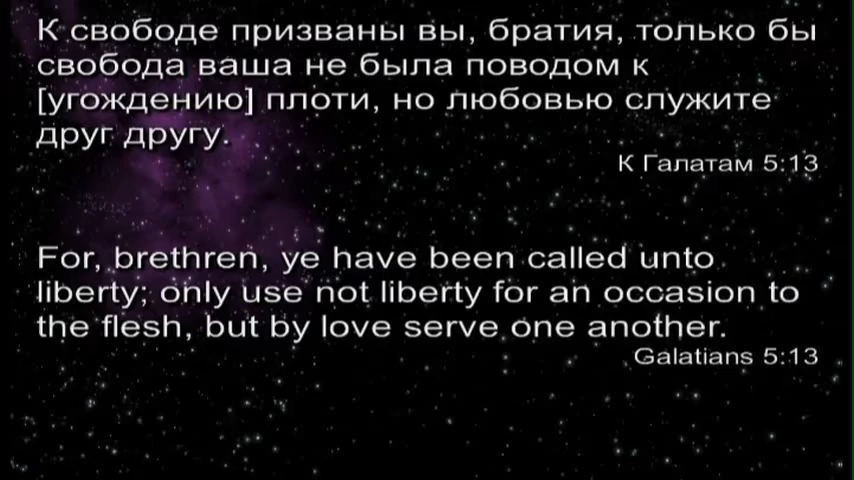 К свободе призваны вы, братия, только бы
свобода ваша не была поводом к
[угождению] плоти, но любовью служите
друг другу.
К Галатам 5:13
For, brethren, ye have been called unto
liberty; only use not liberty for an occasion to
the flesh, but by love serve one another.
Galatians 5:13